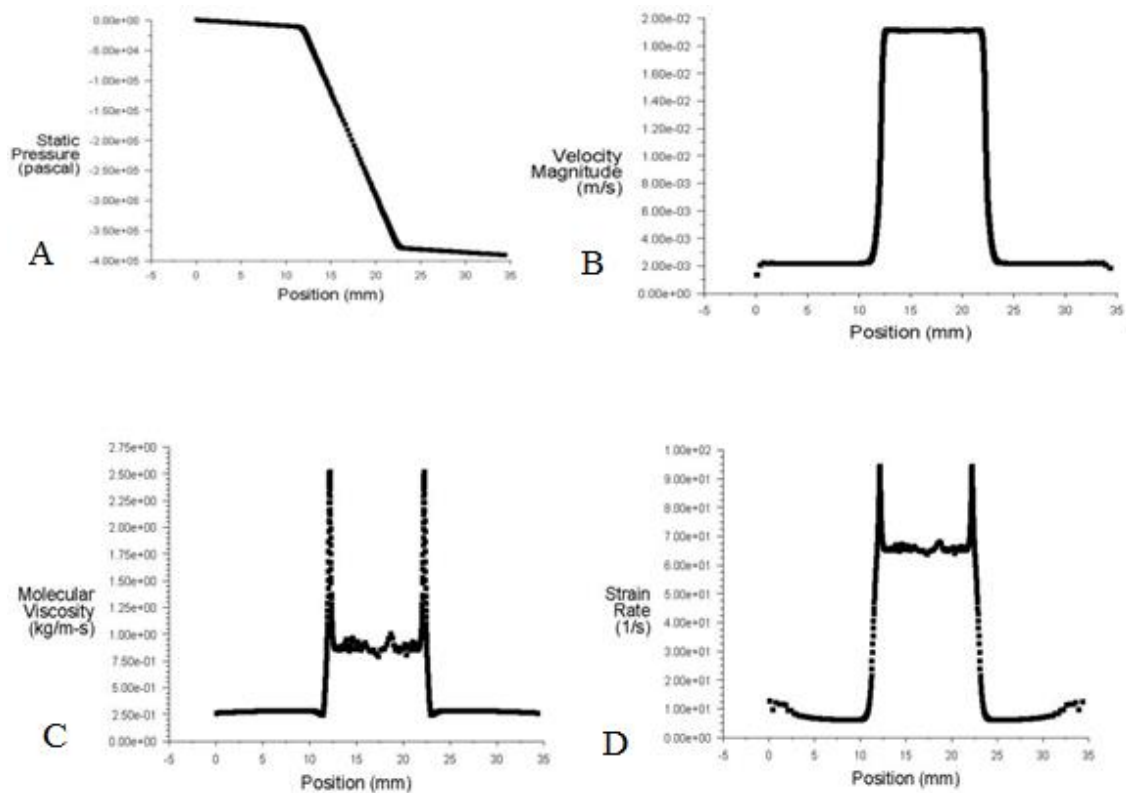 0.00e+00
-5.00e+04
-1.00e+05
-1.50e+05
-2.00e+05
-2.50e+05
-3.00e+05
-3.50e+05
-4.00e+05
Static
Pressure
(pascal)
-5 0 5 10 15 20 25 30 35
Position (mm)
A
2.00e-02
1.80e-02
1.60e-02
1.40e-02
1.20e-02
1.00e-02
8.00e-03
6.00e-03
4.00e-03
2.00e-03
0.00e+00
Velocity
Magnitude
(m/s)
-5 0 5 10 15 20 25 30 35
Position (mm)
B
2.75e+00
2.50e+00
2.25e+00
2.00e+00
1.75e+00
1.50e+00
1.25e+00
1.00e+00
7.50e-01
5.00e-01
2.50e-01
0.00e+00
Molecular
Viscosity
(kg/m-s)
-5 0 5 10 15 20 25 30 35
Position (mm)
C
1.00e+02
9.00e+01
8.00e+01
7.00e+01
6.00e+01
5.00e+01
4.00e+01
3.00e+01
2.00e+01
1.00e+01
0.00e+00
Strain
Rate
(1/s)
-5 0 5 10 15 20 25 30 35
Position (mm)
D